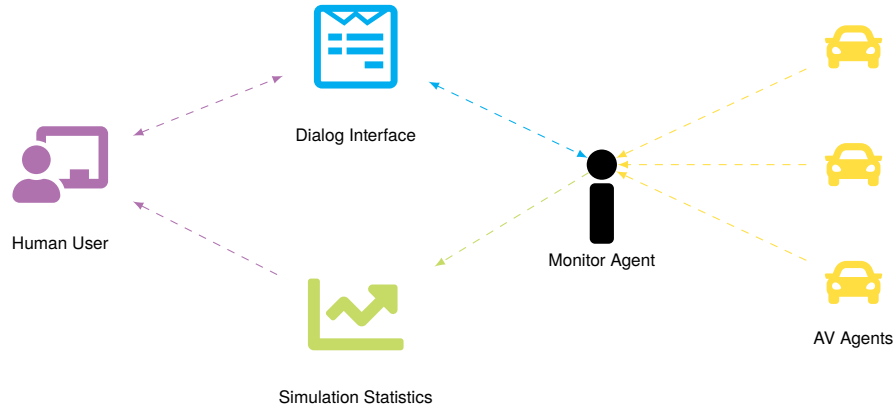 Dialog Interface
Human User
Monitor Agent
AV Agents
Simulation Statistics